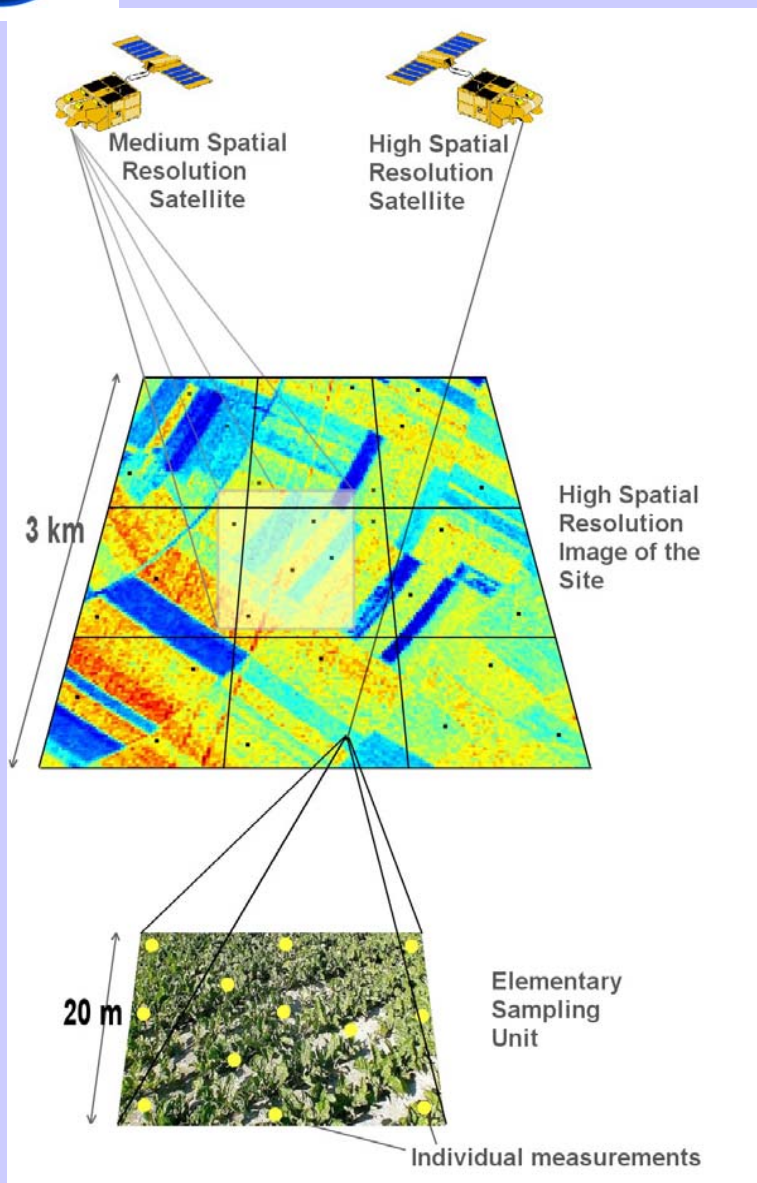 Medium Spatial
Resolution
Satellite
High Spatial
Resolution
Satellite
3 km
High Spatial
Resolution
Image of the
Site
20 m
Elementary
Sampling
Unit
Individual measurements